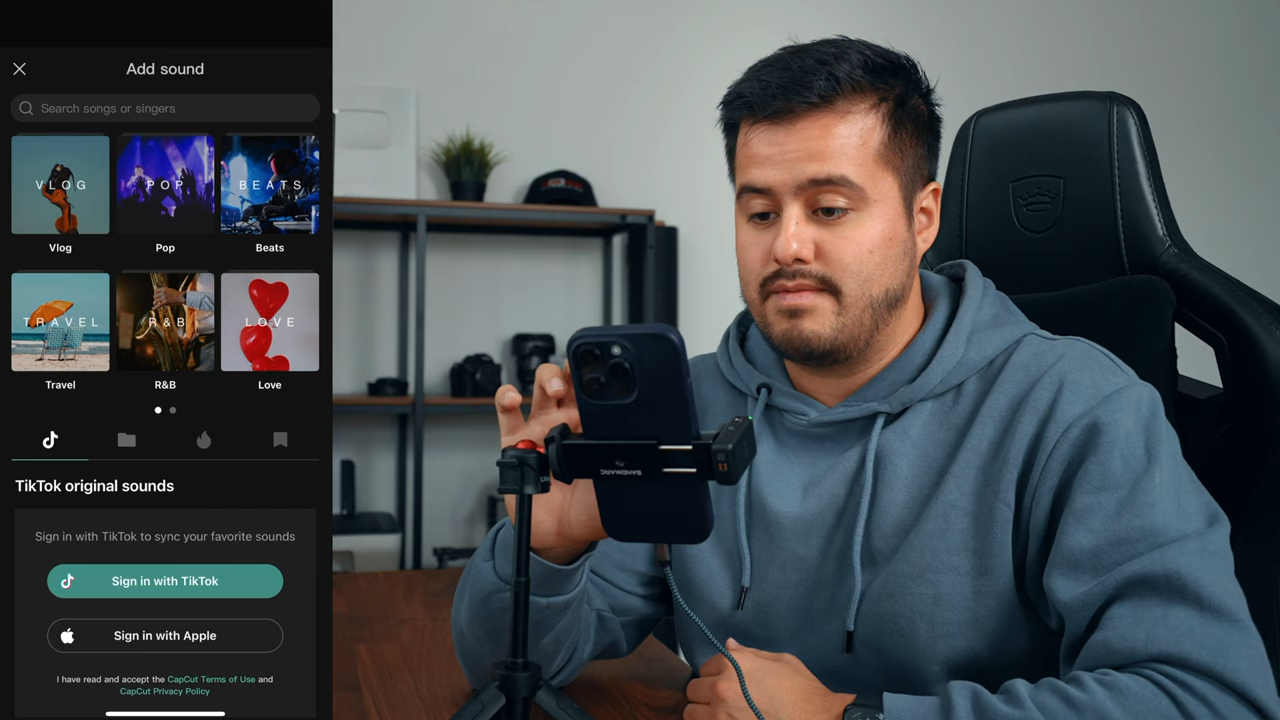 Add sound
Search songs or singers
VLOG
POP
BEATS
Vlog
Pop
Beats
TRAVEL
R&B
LOVE
Travel
R&B
Love
TikTok original sounds
Sign in with TikTok to sync your favorite sounds
Sign in with TikTok
Sign in with Apple
I have read and accept the CapCut Terms of Use and
CapCut Privacy Policy
SANDMARC